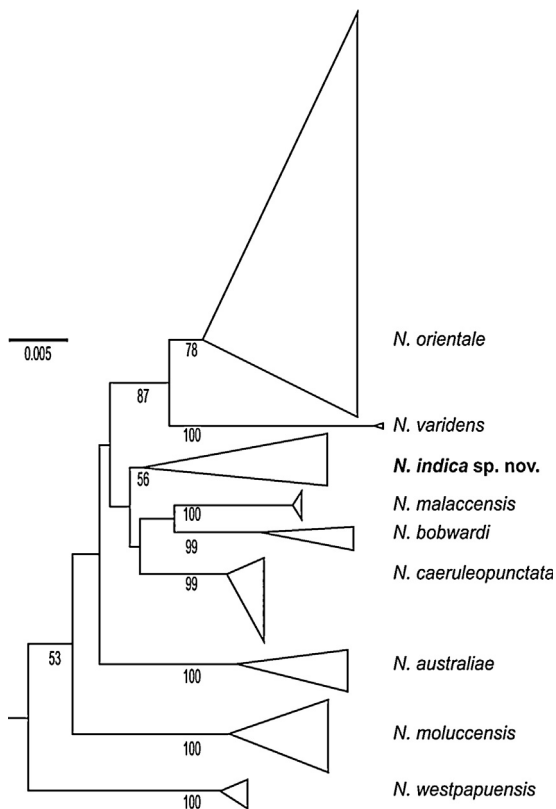 N. orientale
0.005
78
87
N. varidens
100
N. indica sp. nov.
56
N. malaccensis
100
N. bobwardi
99
N. caeruleopunctata
99
53
N. australiae
100
N. moluccensis
100
N. westpapuensis
100